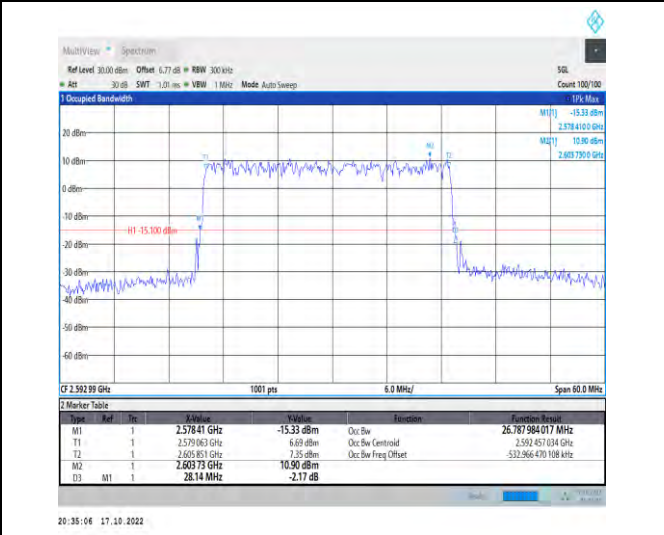 MultiView Spectrum
Ref Level 30.00 dBm Offset 6.77 dB RBW 300 kHz SGL
Att 30 dB SWT 1.01 ms VBW 1 MHz Mode Auto Sweep Count 100/100
1 Occupied Bandwidth 1Pk Max
M1[1] -15.33 dBm
2.578 410 0 GHz
M2[1] 10.90 dBm
2.603 730 0 GHz
20 dBm
M2
T1 T2
10 dBm
0 dBm
-10 dBm
H1 -15.100 dBm
-20 dBm
-30 dBm
-40 dBm
-50 dBm
-60 dBm
CF 2.592 99 GHz 1001 pts 6.0 MHz/ Span 60.0 MHz
2 Marker Table
Type Ref Trc X-Value Y-Value Function Function Result
M1 1 2.578 41 GHz -15.33 dBm Occ Bw 26.787 984 017 MHz
T1 1 2.579 063 GHz 6.69 dBm Occ Bw Centroid 2.592 457 034 GHz
T2 1 2.605 851 GHz 7.35 dBm Occ Bw Freq Offset -532.966 470 108 kHz
M2 1 2.603 73 GHz 10.90 dBm
D3 M1 1 28.14 MHz -2.17 dB
20:35:06 17.10.2022